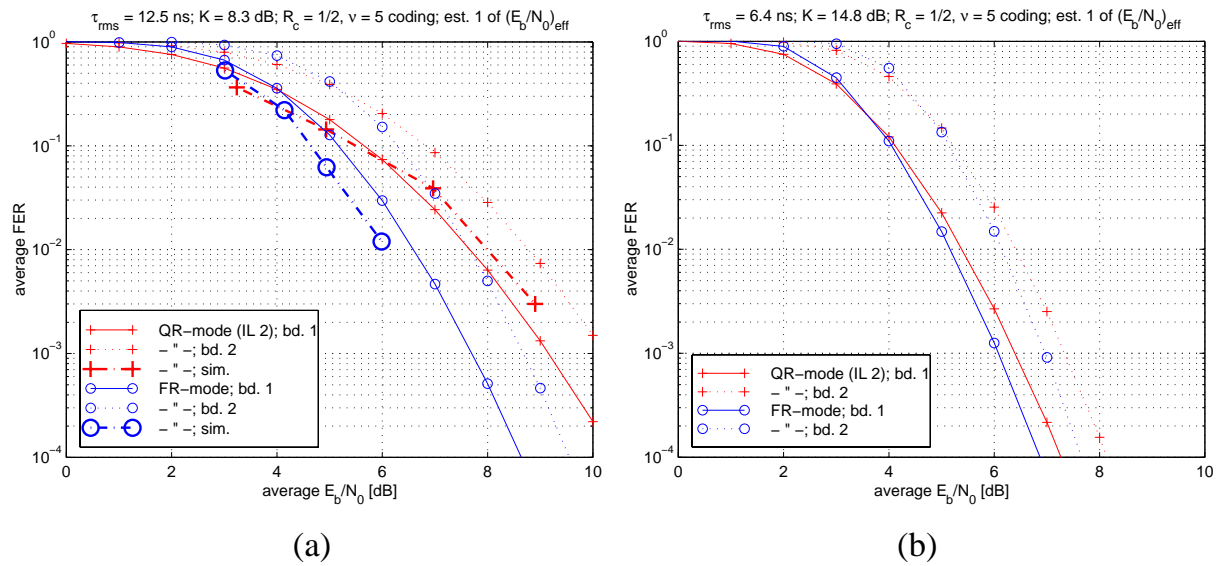 τrms = 12.5 ns; K = 8.3 dB; Rc = 1/2, ν = 5 coding; est. 1 of (Eb/N0)eff
10^0
10^-1
10^-2
10^-3
10^-4
average FER
QR-mode (IL 2); bd. 1
- " -; bd. 2
- " -; sim.
FR-mode; bd. 1
- " -; bd. 2
- " -; sim.
0 2 4 6 8 10
average Eb/N0 [dB]
(a)
τrms = 6.4 ns; K = 14.8 dB; Rc = 1/2, ν = 5 coding; est. 1 of (Eb/N0)eff
10^0
10^-1
10^-2
10^-3
10^-4
average FER
QR-mode (IL 2); bd. 1
- " -; bd. 2
FR-mode; bd. 1
- " -; bd. 2
0 2 4 6 8 10
average Eb/N0 [dB]
(b)